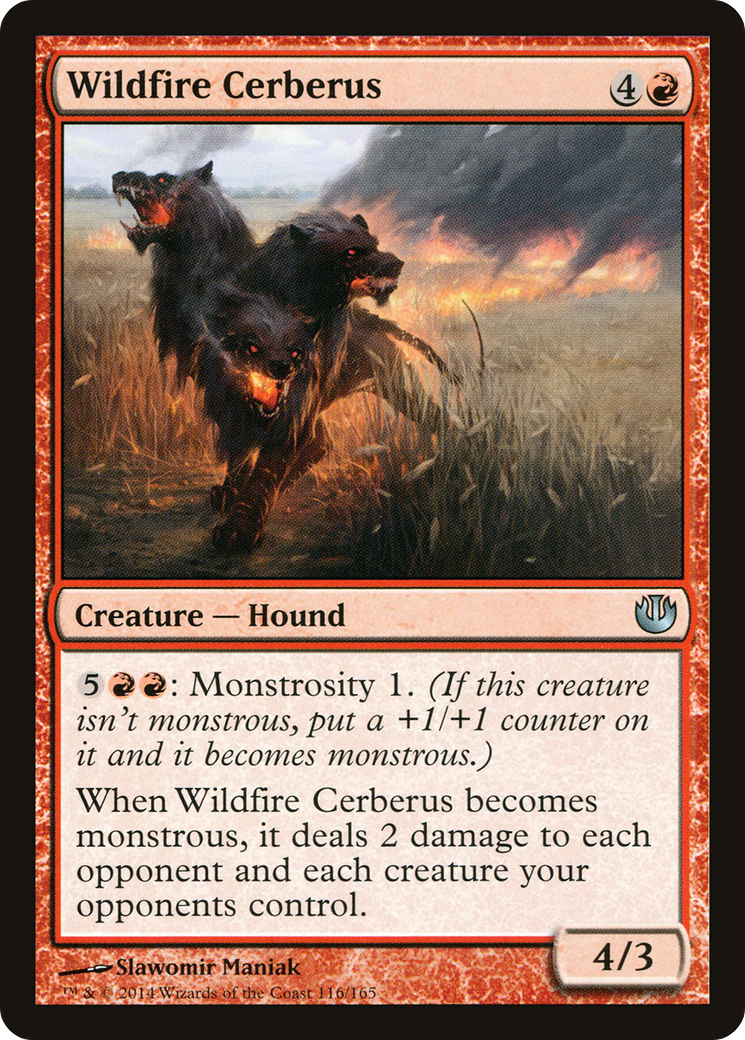 Wildfire Cerberus 4
Creature — Hound
5: Monstrosity 1. (If this creature
isn't monstrous, put a +1/+1 counter on
it and it becomes monstrous.)
When Wildfire Cerberus becomes
monstrous, it deals 2 damage to each
opponent and each creature your
opponents control.
4/3
Slawomir Maniak
™ & © 2014 Wizards of the Coast 116/165